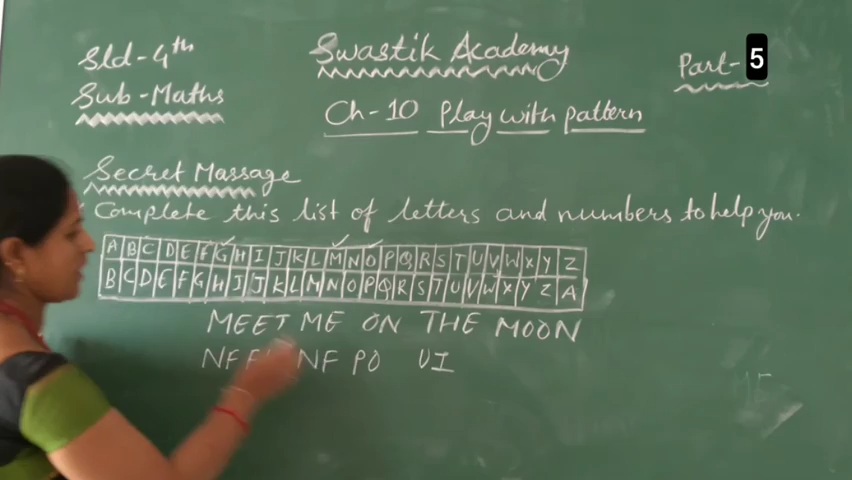 Std-4th
Swastik Academy
Part-5
Sub-Maths
Ch-10 Play with pattern
Secret Massage
Complete this list of letters and numbers to help you.
A B C D E F G H I J K L M N O P Q R S T U V W X Y Z
B C D E F G H I J K L M N O P Q R S T U V W X Y Z A
MEET ME ON THE MOON
NF NF PO UI